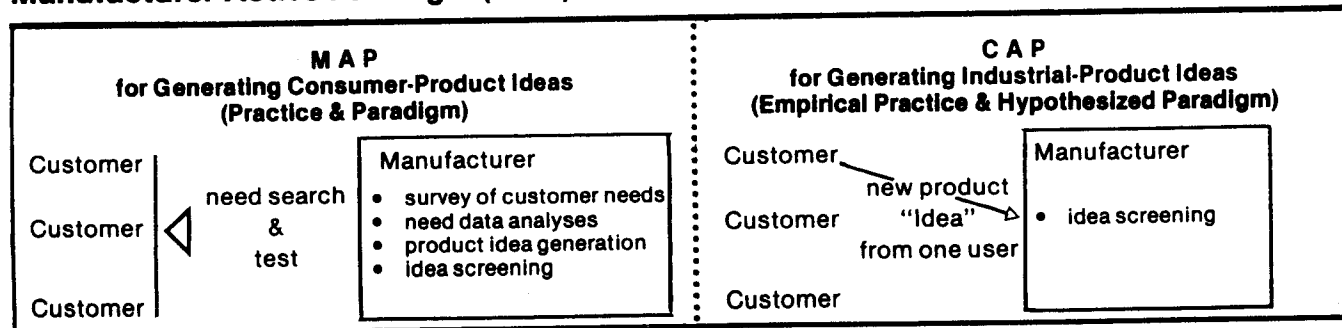 M A P
for Generating Consumer-Product Ideas
(Practice & Paradigm)
Customer
Customer
Customer
need search
&
test
Manufacturer
• survey of customer needs
• need data analyses
• product idea generation
• idea screening
C A P
for Generating Industrial-Product Ideas
(Empirical Practice & Hypothesized Paradigm)
Customer
Customer
Customer
new product
"Idea"
from one user
Manufacturer
• idea screening